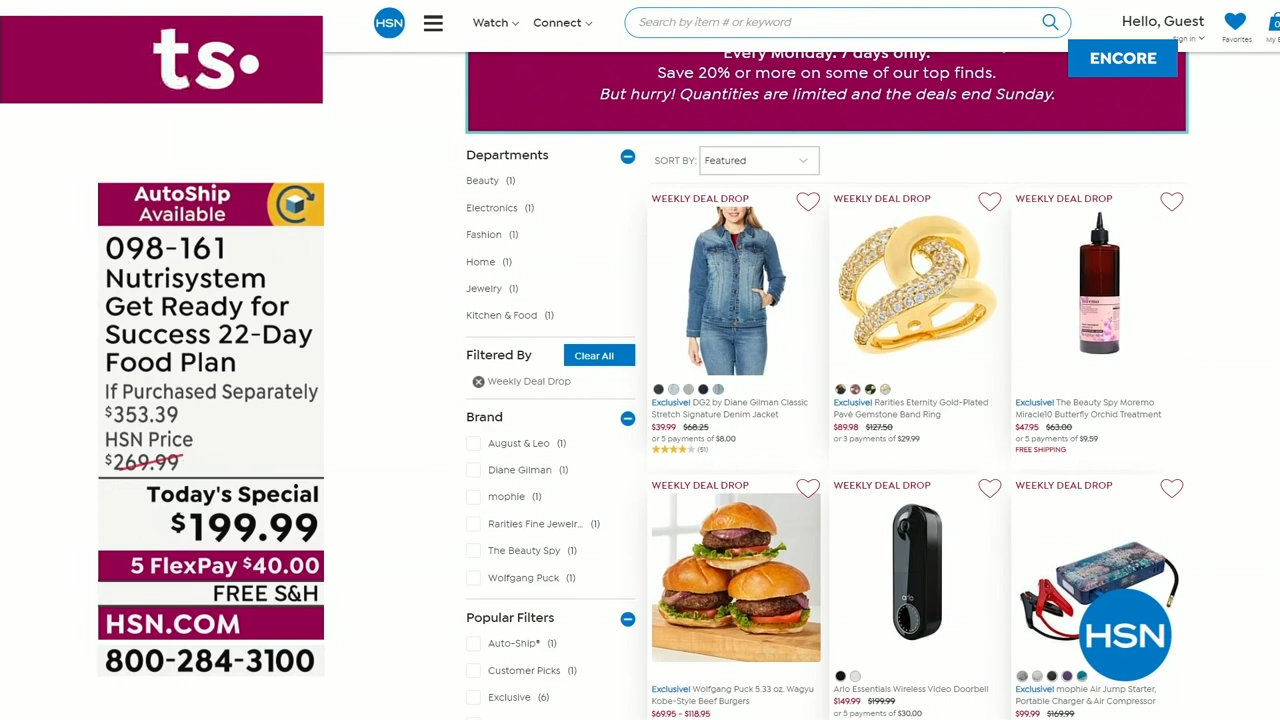 ts.
AutoShip
Available
098-161
Nutrisystem
Get Ready for
Success 22-Day
Food Plan
If Purchased Separately
$353.39
HSN Price
$269.99
Today's Special
$199.99
5 FlexPay $40.00
FREE S&H
HSN.COM
800-284-3100
HSN
Watch
Connect
Search by item # or keyword
Hello, Guest
Sign In
Favorites
ENCORE
Every Monday. 7 days only.
Save 20% or more on some of our top finds.
But hurry! Quantities are limited and the deals end Sunday.
Departments
Beauty (1)
Electronics (1)
Fashion (1)
Home (1)
Jewelry (1)
Kitchen & Food (1)
Filtered By
Clear All
Weekly Deal Drop
Brand
August & Leo (1)
Diane Gilman (1)
mophie (1)
Rarities Fine Jewelr... (1)
The Beauty Spy (1)
Wolfgang Puck (1)
Popular Filters
Auto-Ship® (1)
Customer Picks (1)
Exclusive (6)
SORT BY: Featured
WEEKLY DEAL DROP
Exclusive! DG2 by Diane Gilman Classic
Stretch Signature Denim Jacket
$39.99 $68.25
or 5 payments of $8.00
(51)
WEEKLY DEAL DROP
Exclusive! Rarities Eternity Gold-Plated
Pavé Gemstone Band Ring
$89.98 $127.50
or 3 payments of $29.99
WEEKLY DEAL DROP
Exclusive! The Beauty Spy Moremo
Miracle10 Butterfly Orchid Treatment
$47.95 $63.00
or 5 payments of $9.59
FREE SHIPPING
WEEKLY DEAL DROP
Exclusive! Wolfgang Puck 5.33 oz. Wagyu
Kobe-Style Beef Burgers
$69.95 - $118.95
WEEKLY DEAL DROP
arlo
Arlo Essentials Wireless Video Doorbell
$149.99 $199.99
or 5 payments of $30.00
WEEKLY DEAL DROP
Exclusive! mophie Air Jump Starter,
Portable Charger & Air Compressor
$99.99 $169.99
HSN